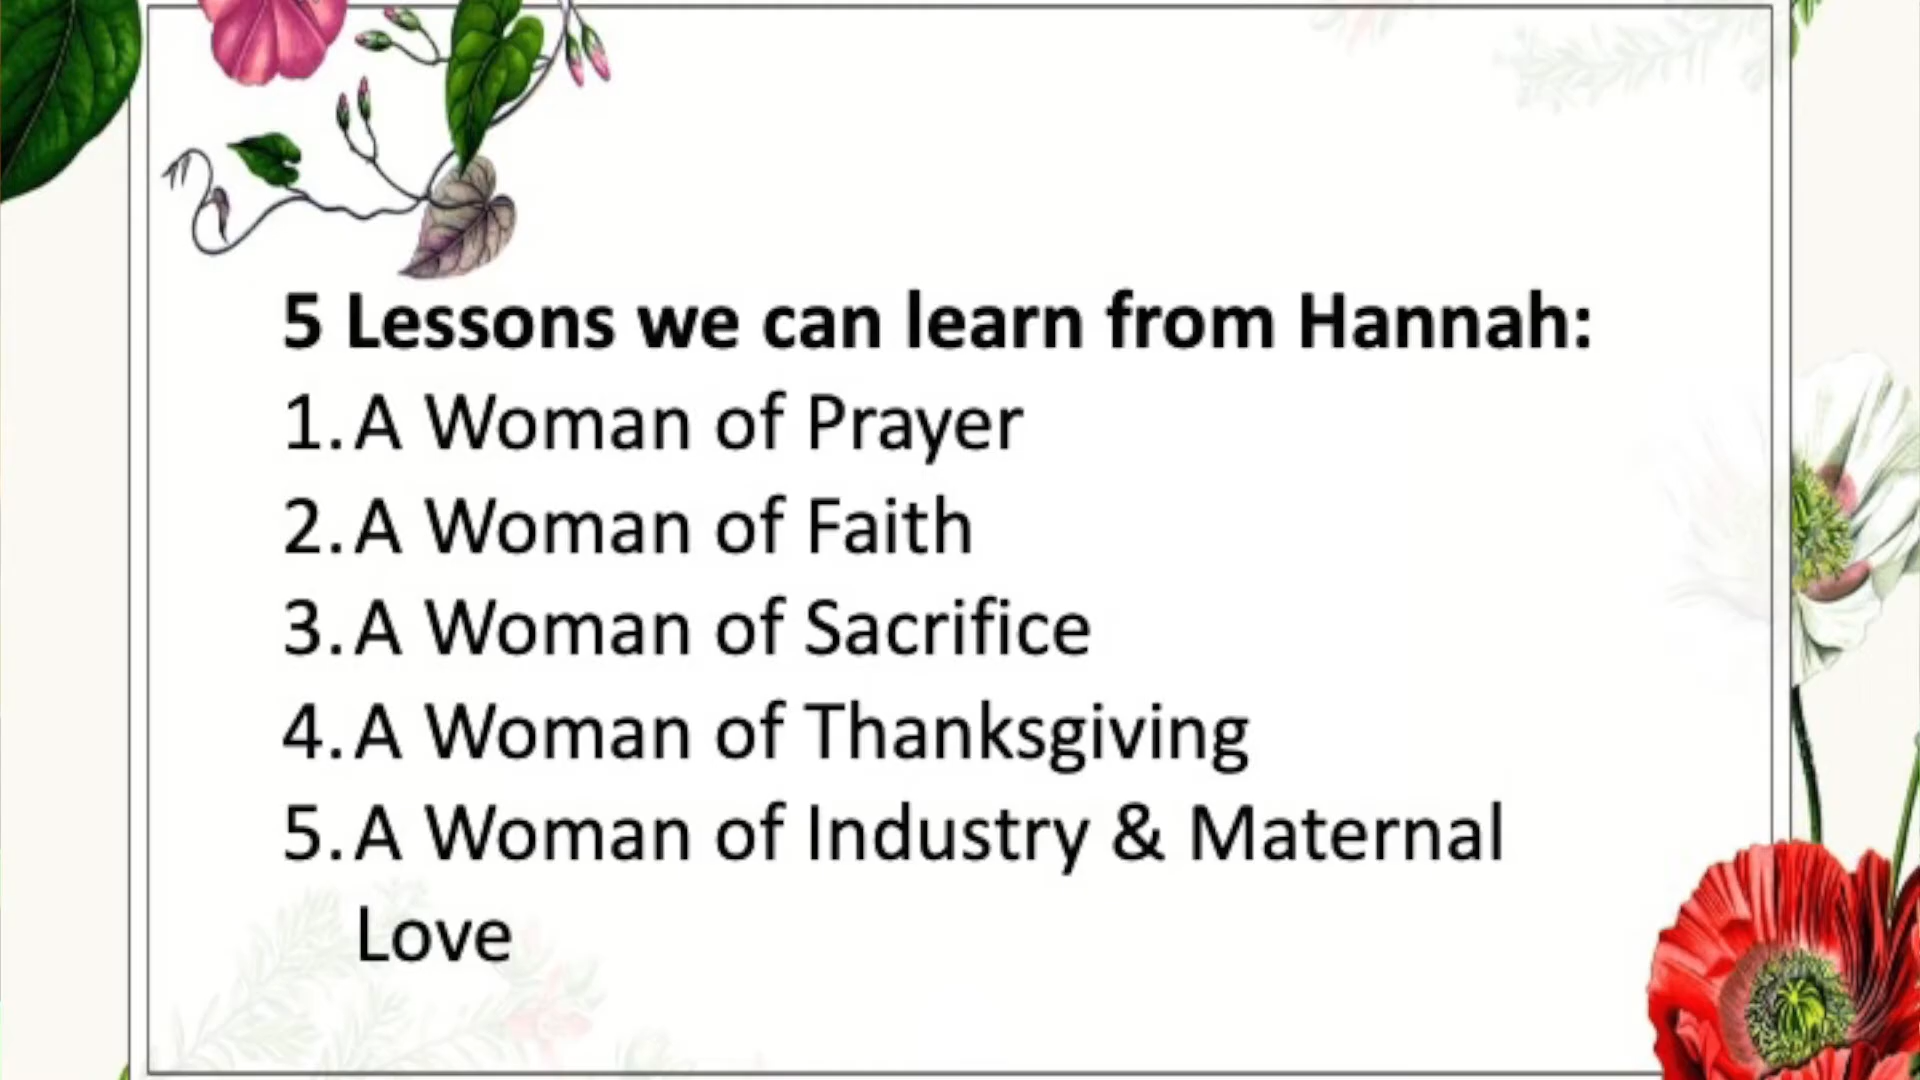 5 Lessons we can learn from Hannah:
1. A Woman of Prayer
2. A Woman of Faith
3. A Woman of Sacrifice
4. A Woman of Thanksgiving
5. A Woman of Industry & Maternal
Love